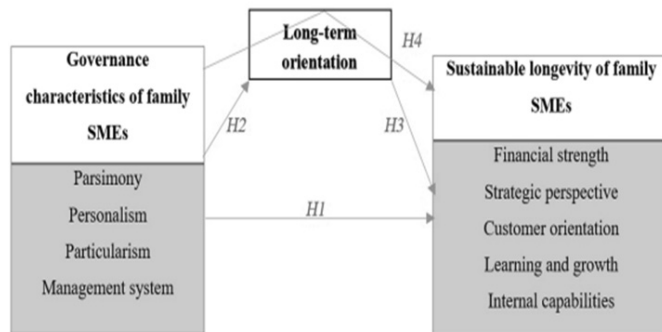 Governance
characteristics of family
SMEs
Parsimony
Personalism
Particularism
Management system
Long-term
orientation
H1
H2
H3
H4
Sustainable longevity of family
SMEs
Financial strength
Strategic perspective
Customer orientation
Learning and growth
Internal capabilities